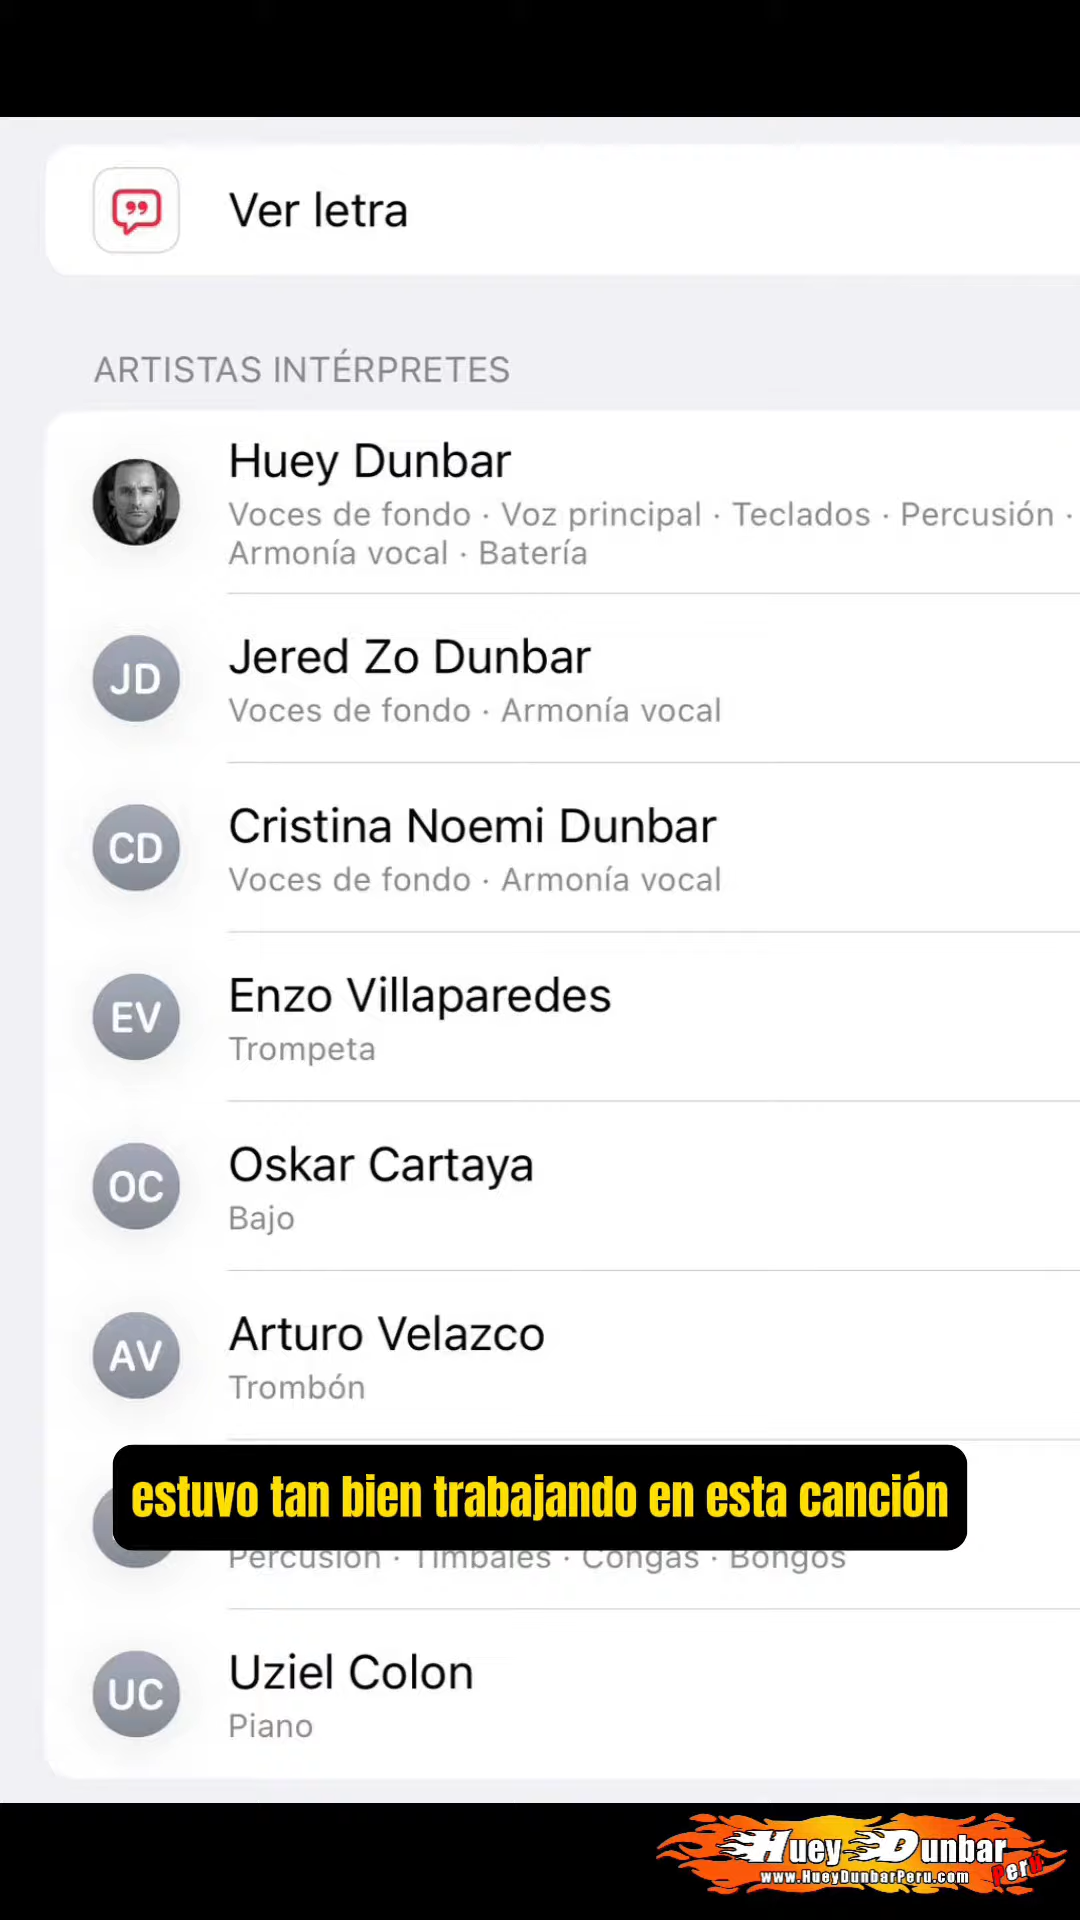 Ver letra
ARTISTAS INTÉRPRETES
Huey Dunbar
Voces de fondo · Voz principal · Teclados · Percusión ·
Armonía vocal · Batería
JD
Jered Zo Dunbar
Voces de fondo · Armonía vocal
CD
Cristina Noemi Dunbar
Voces de fondo · Armonía vocal
EV
Enzo Villaparedes
Trompeta
OC
Oskar Cartaya
Bajo
AV
Arturo Velazco
Trombón
estuvo tan bien trabajando en esta canción
Percusión · Timbales · Congas · Bongos
UC
Uziel Colon
Piano
Huey Dunbar
Perú
www.HueyDunbarPeru.com